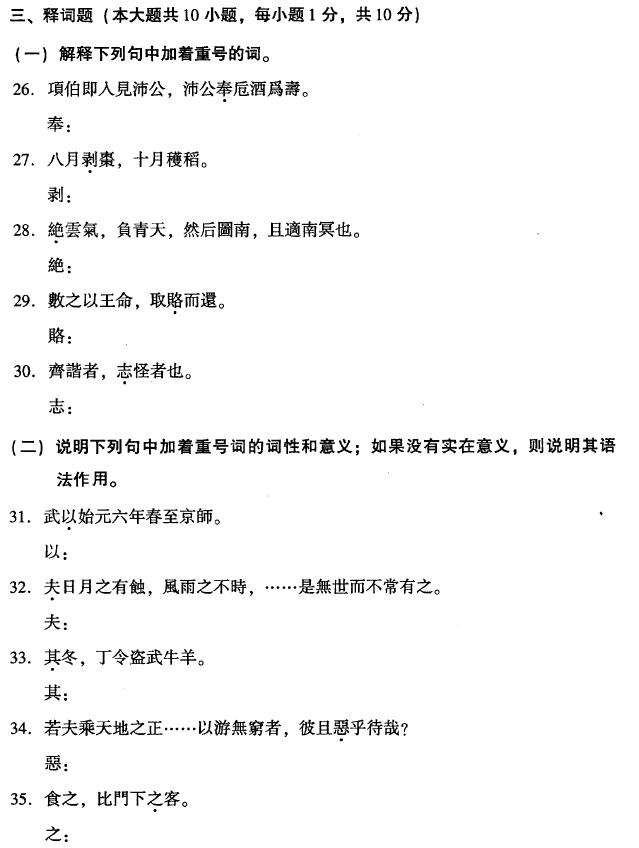 三、释词题（本大题共10小题，每小题1分，共10分）
（一）解释下列句中加着重号的词。
26．項伯即入見沛公，沛公奉卮酒爲壽。
奉：
27．八月剥棗，十月穫稻。
剥：
28．絶雲氣，負青天，然后圖南，且適南冥也。
絶：
29．數之以王命，取賂而還。
賂：
30．齊諧者，志怪者也。
志：
（二）说明下列句中加着重号词的词性和意义；如果没有实在意义，则说明其语
法作用。
31．武以始元六年春至京師。
以：
32．夫日月之有蝕，風雨之不時，……是無世而不常有之。
夫：
33．其冬，丁令盗武牛羊。
其：
34．若夫乘天地之正……以游無窮者，彼且惡乎待哉？
惡：
35．食之，比門下之客。
之：